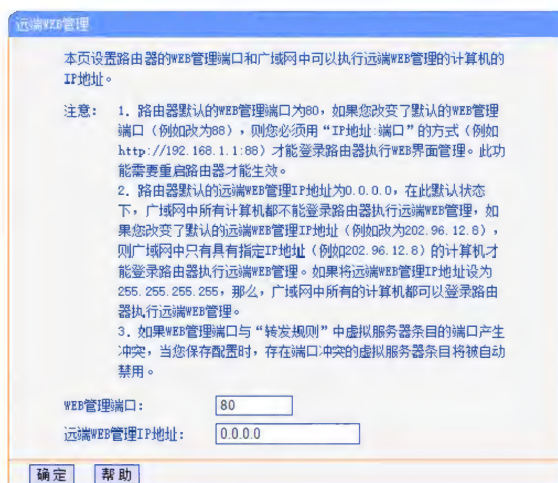 远端WEB管理
本页设置路由器的WEB管理端口和广域网中可以执行远端WEB管理的计算机的
IP地址。
注意： 1. 路由器默认的WEB管理端口为80，如果您改变了默认的WEB管理
端口（例如改为88），则您必须用“IP地址:端口”的方式（例如
http://192.168.1.1:88）才能登录路由器执行WEB界面管理。此功
能需要重启路由器才能生效。
2. 路由器默认的远端WEB管理IP地址为0.0.0.0，在此默认状态
下，广域网中所有计算机都不能登录路由器执行远端WEB管理，如
果您改变了默认的远端WEB管理IP地址（例如改为202.96.12.8），
则广域网中只有具有指定IP地址（例如202.96.12.8）的计算机才
能登录路由器执行远端WEB管理。如果将远端WEB管理IP地址设为
255.255.255.255，那么，广域网中所有的计算机都可以登录路由
器执行远端WEB管理。
3. 如果WEB管理端口与“转发规则”中虚拟服务器条目的端口产生
冲突，当您保存配置时，存在端口冲突的虚拟服务器条目将被自动
禁用。
WEB管理端口： 80
远端WEB管理IP地址： 0.0.0.0
确定 帮助